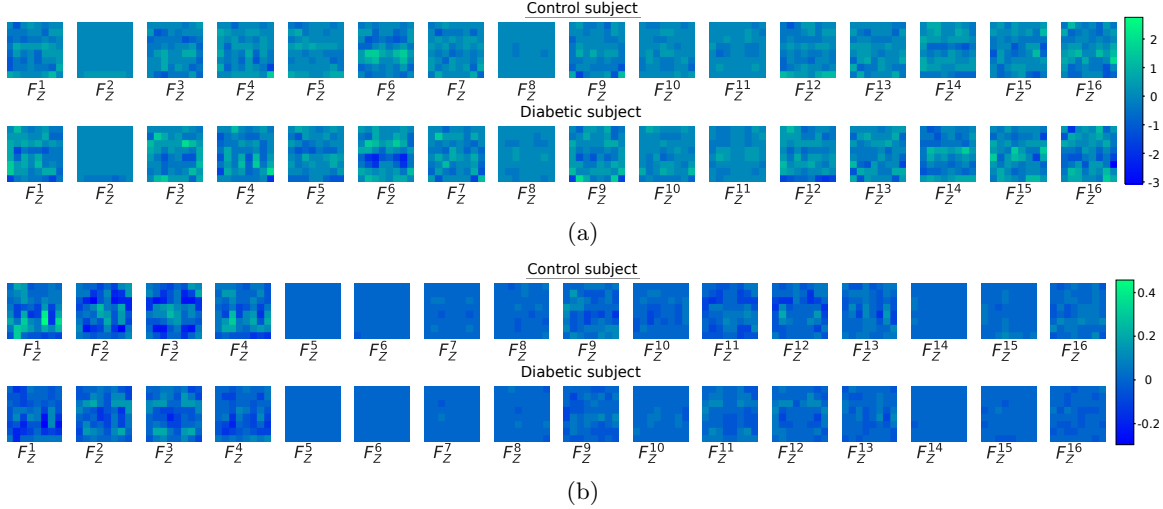 Control subject
F_Z^1 F_Z^2 F_Z^3 F_Z^4 F_Z^5 F_Z^6 F_Z^7 F_Z^8 F_Z^9 F_Z^10 F_Z^11 F_Z^12 F_Z^13 F_Z^14 F_Z^15 F_Z^16
Diabetic subject
F_Z^1 F_Z^2 F_Z^3 F_Z^4 F_Z^5 F_Z^6 F_Z^7 F_Z^8 F_Z^9 F_Z^10 F_Z^11 F_Z^12 F_Z^13 F_Z^14 F_Z^15 F_Z^16
2
1
0
-1
-2
-3
(a)
Control subject
F_Z^1 F_Z^2 F_Z^3 F_Z^4 F_Z^5 F_Z^6 F_Z^7 F_Z^8 F_Z^9 F_Z^10 F_Z^11 F_Z^12 F_Z^13 F_Z^14 F_Z^15 F_Z^16
Diabetic subject
F_Z^1 F_Z^2 F_Z^3 F_Z^4 F_Z^5 F_Z^6 F_Z^7 F_Z^8 F_Z^9 F_Z^10 F_Z^11 F_Z^12 F_Z^13 F_Z^14 F_Z^15 F_Z^16
0.4
0.2
0
-0.2
(b)